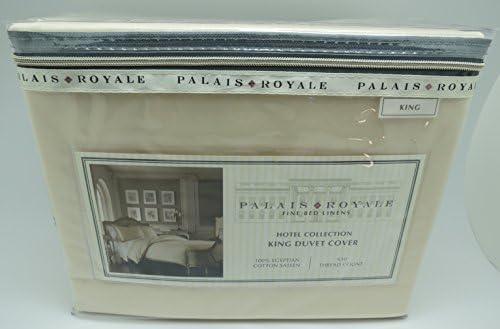 PALAIS ROYALE PALAIS ROYALE PALAIS ROYALE
KING
PALAIS ROYALE
FINE BED LINENS
HOTEL COLLECTION
KING DUVET COVER
100% EGYPTIAN
COTTON SATEEN
THREAD COUNT